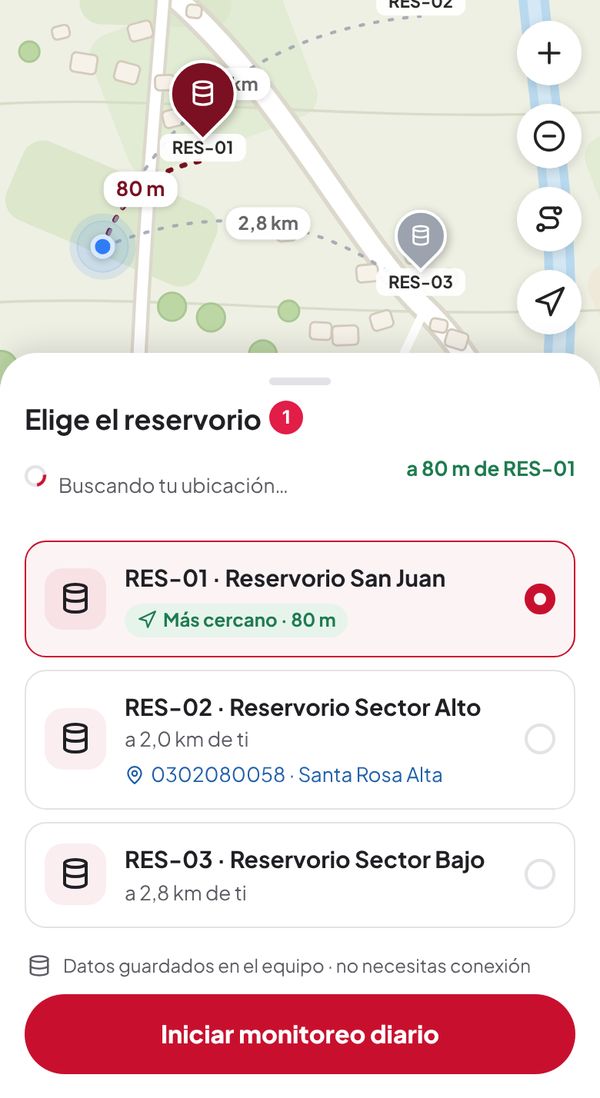 RES-02
km
RES-01
80 m
2,8 km
RES-03
Elige el reservorio 1
Buscando tu ubicación...
a 80 m de RES-01
RES-01 · Reservorio San Juan
Más cercano · 80 m
RES-02 · Reservorio Sector Alto
a 2,0 km de ti
0302080058 · Santa Rosa Alta
RES-03 · Reservorio Sector Bajo
a 2,8 km de ti
Datos guardados en el equipo · no necesitas conexión
Iniciar monitoreo diario